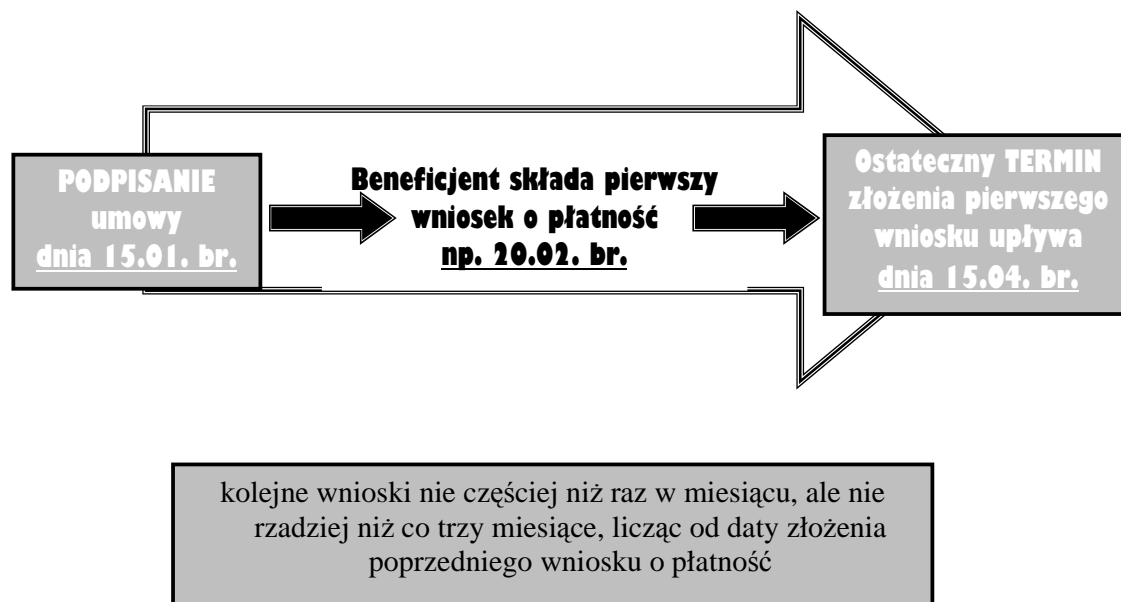 PODPISANIE
umowy
dnia 15.01. br.
Beneficjent składa pierwszy
wniosek o płatność
np. 20.02. br.
Ostateczny TERMIN
złożenia pierwszego
wniosku upływa
dnia 15.04. br.
kolejne wnioski nie częściej niż raz w miesiącu, ale nie
rzadziej niż co trzy miesiące, licząc od daty złożenia
poprzedniego wniosku o płatność